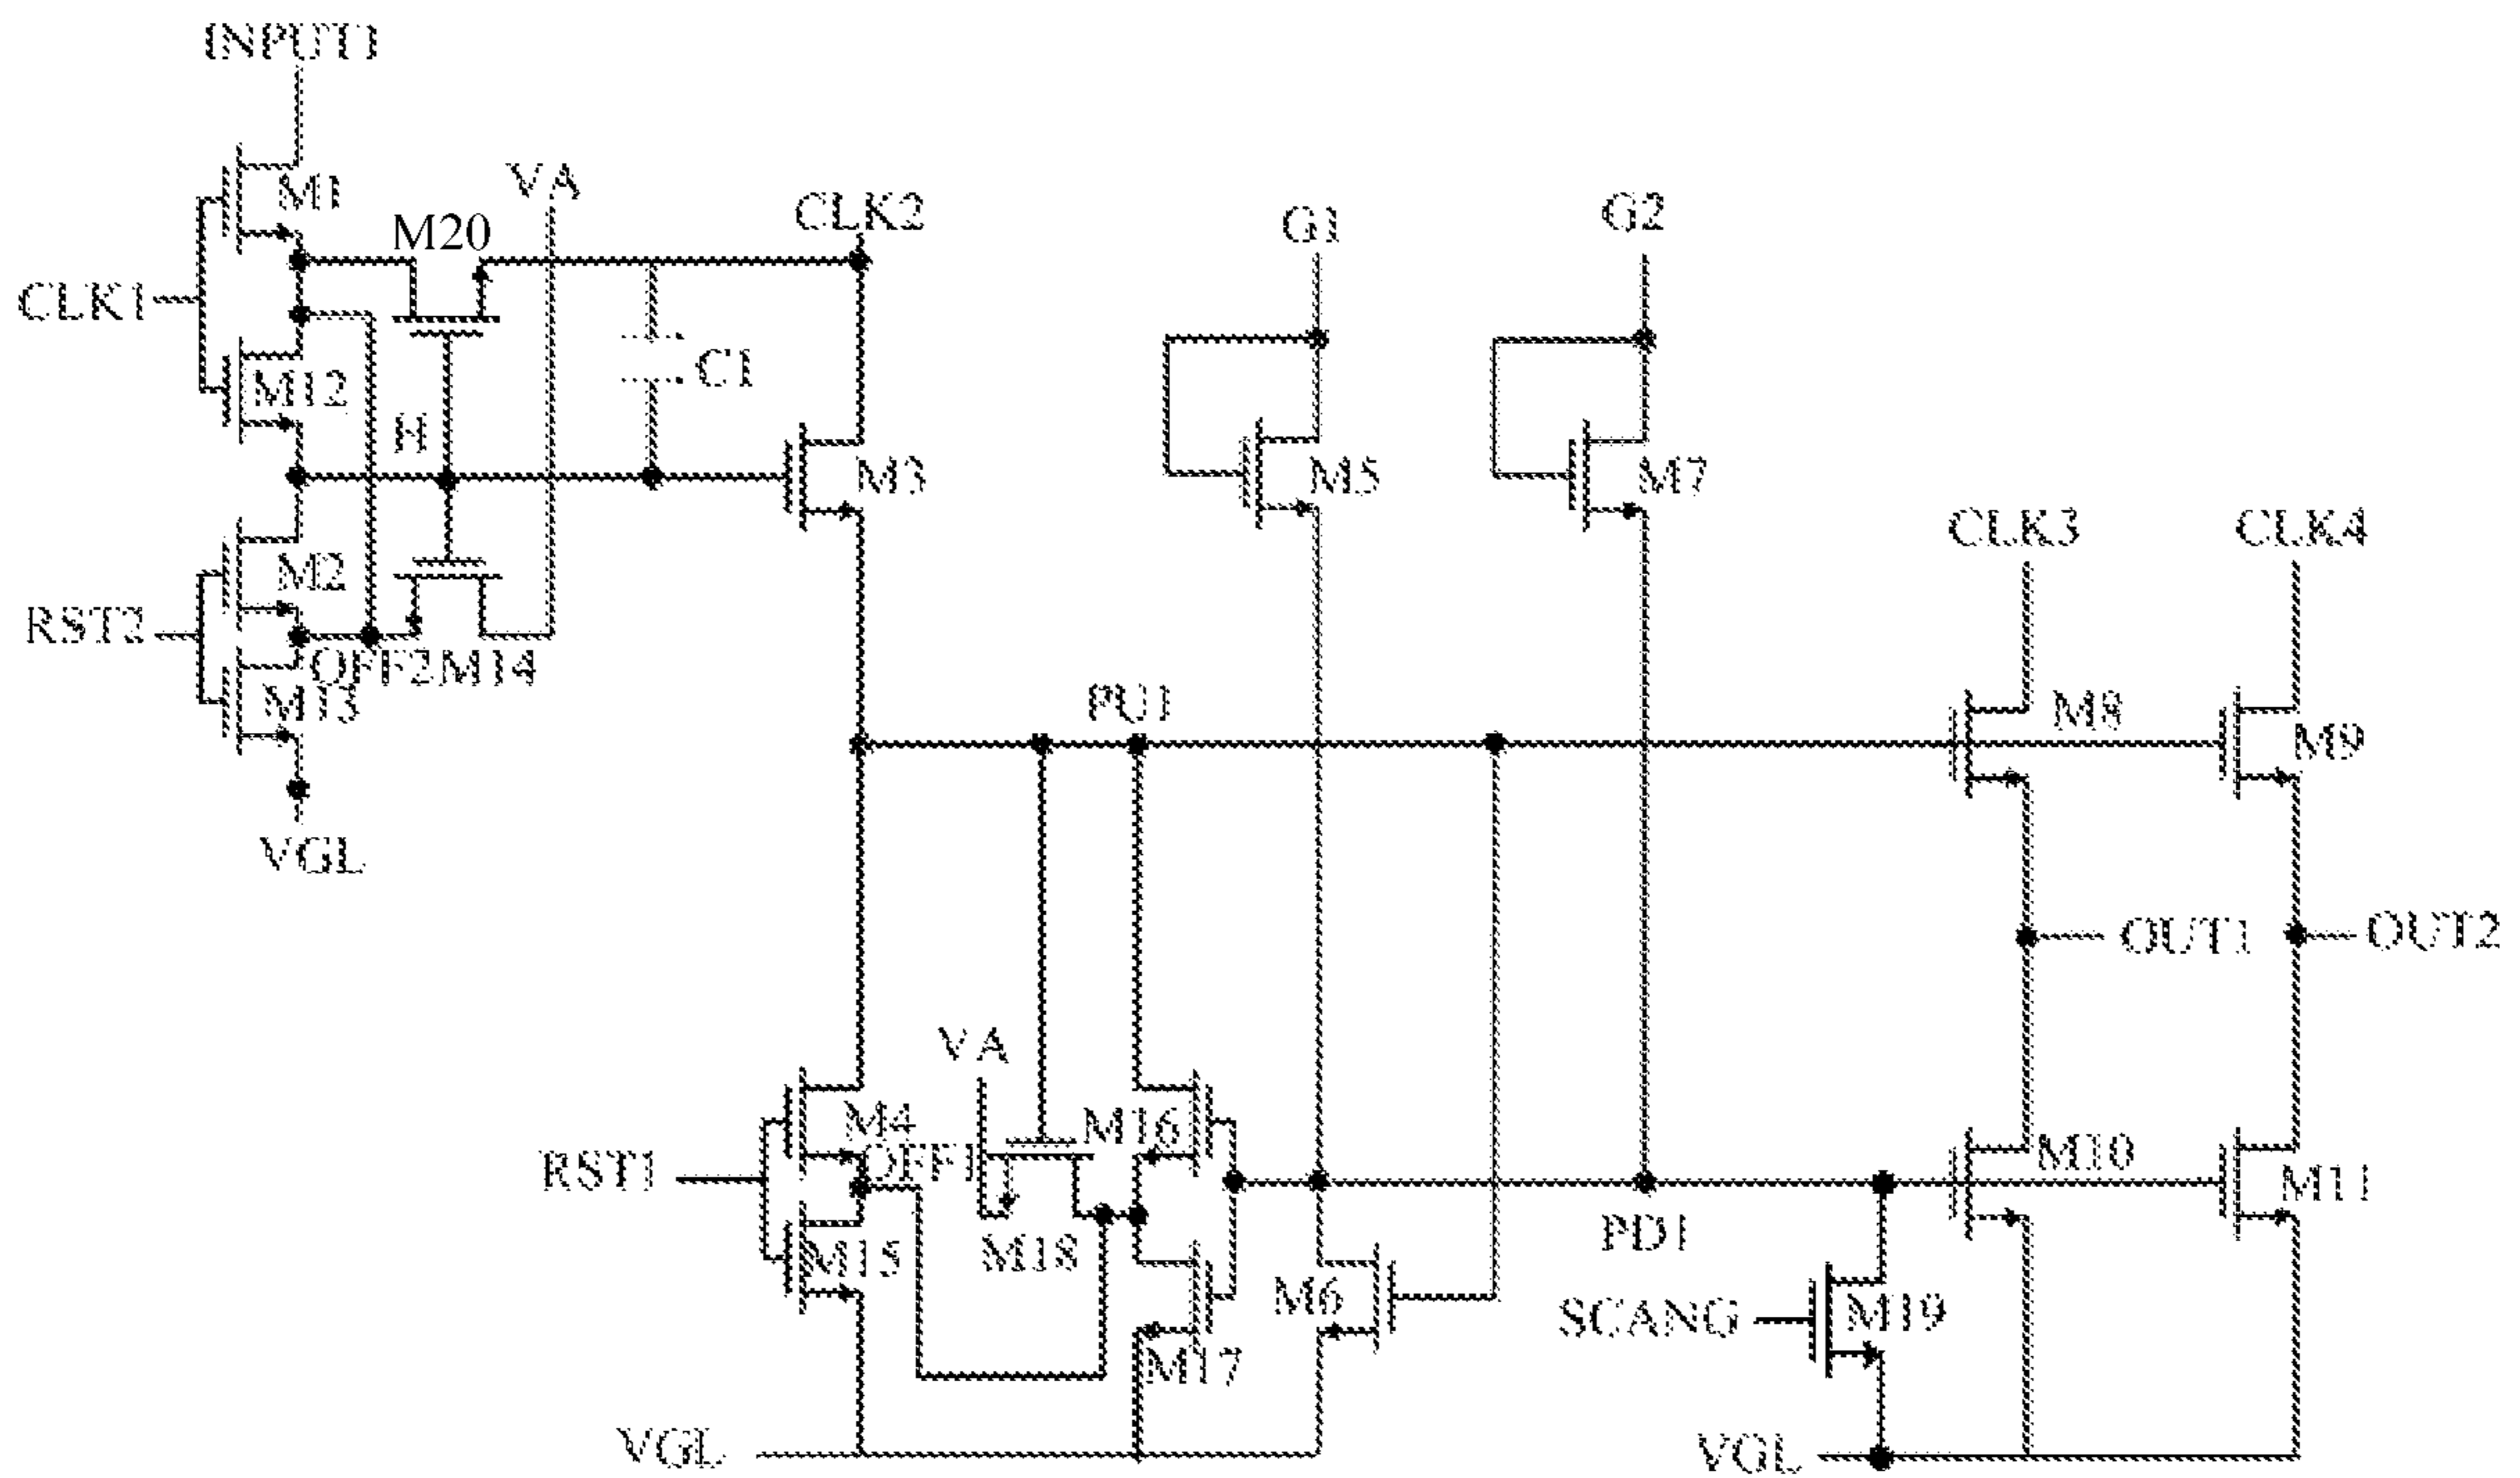 INPUT1
M1
VA
M20
CLK2
G1
G2
CLK1
C1
M12
H
M3
M5
M7
CLK3
CLK4
M2
RST2
OFF2
M14
M13
PU1
M8
M9
VGL
OUT1
OUT2
VA
M4
M16
OFF1
RST1
M10
M11
M15
M18
PD1
M6
SCANG
M19
M17
VGL
VGL